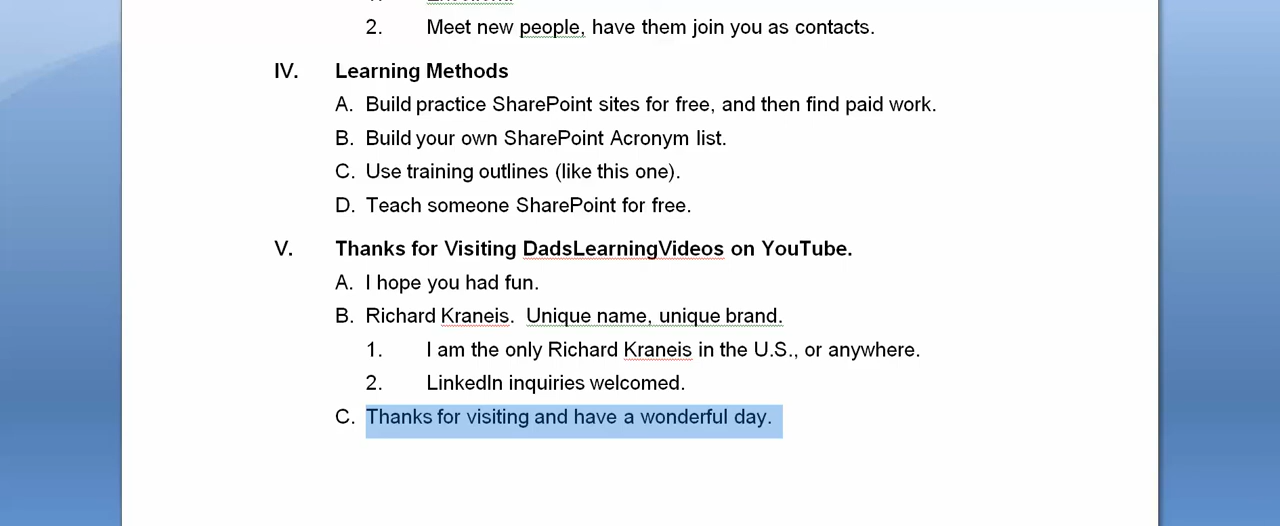 2. Meet new people, have them join you as contacts.
IV. Learning Methods
A. Build practice SharePoint sites for free, and then find paid work.
B. Build your own SharePoint Acronym list.
C. Use training outlines (like this one).
D. Teach someone SharePoint for free.
V. Thanks for Visiting DadsLearningVideos on YouTube.
A. I hope you had fun.
B. Richard Kraneis.  Unique name, unique brand.
1. I am the only Richard Kraneis in the U.S., or anywhere.
2. LinkedIn inquiries welcomed.
C. Thanks for visiting and have a wonderful day.